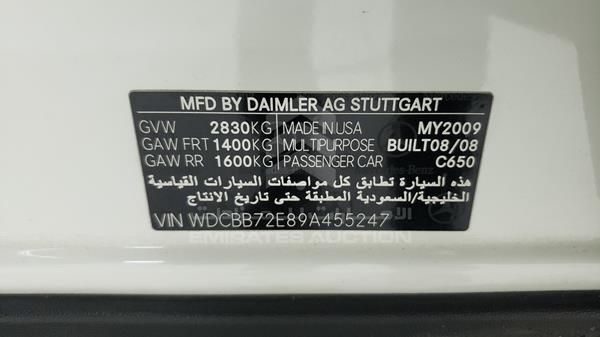 MFD BY DAIMLER AG STUTTGART
GVW 2830KG MADE IN USA MY2009
GAW FRT 1400KG MULTIPURPOSE BUILT08/08
GAW RR 1600KG PASSENGER CAR C650
هذه السيارة تطابق كل مواصفات السيارات القياسية
الخليجية/السعودية المطبقة حتى تاريخ الانتاج
VIN WDCBB72E89A455247
EMIRATES AUCTION